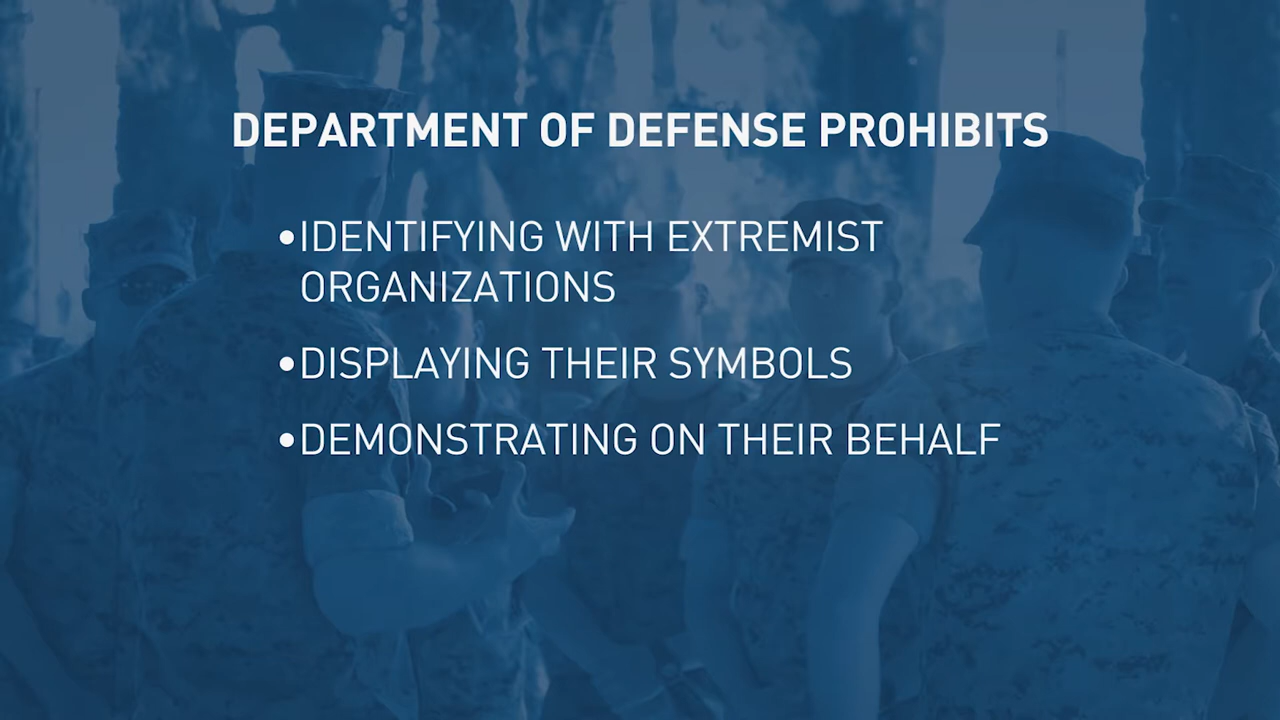 DEPARTMENT OF DEFENSE PROHIBITS
•IDENTIFYING WITH EXTREMIST
ORGANIZATIONS
•DISPLAYING THEIR SYMBOLS
•DEMONSTRATING ON THEIR BEHALF